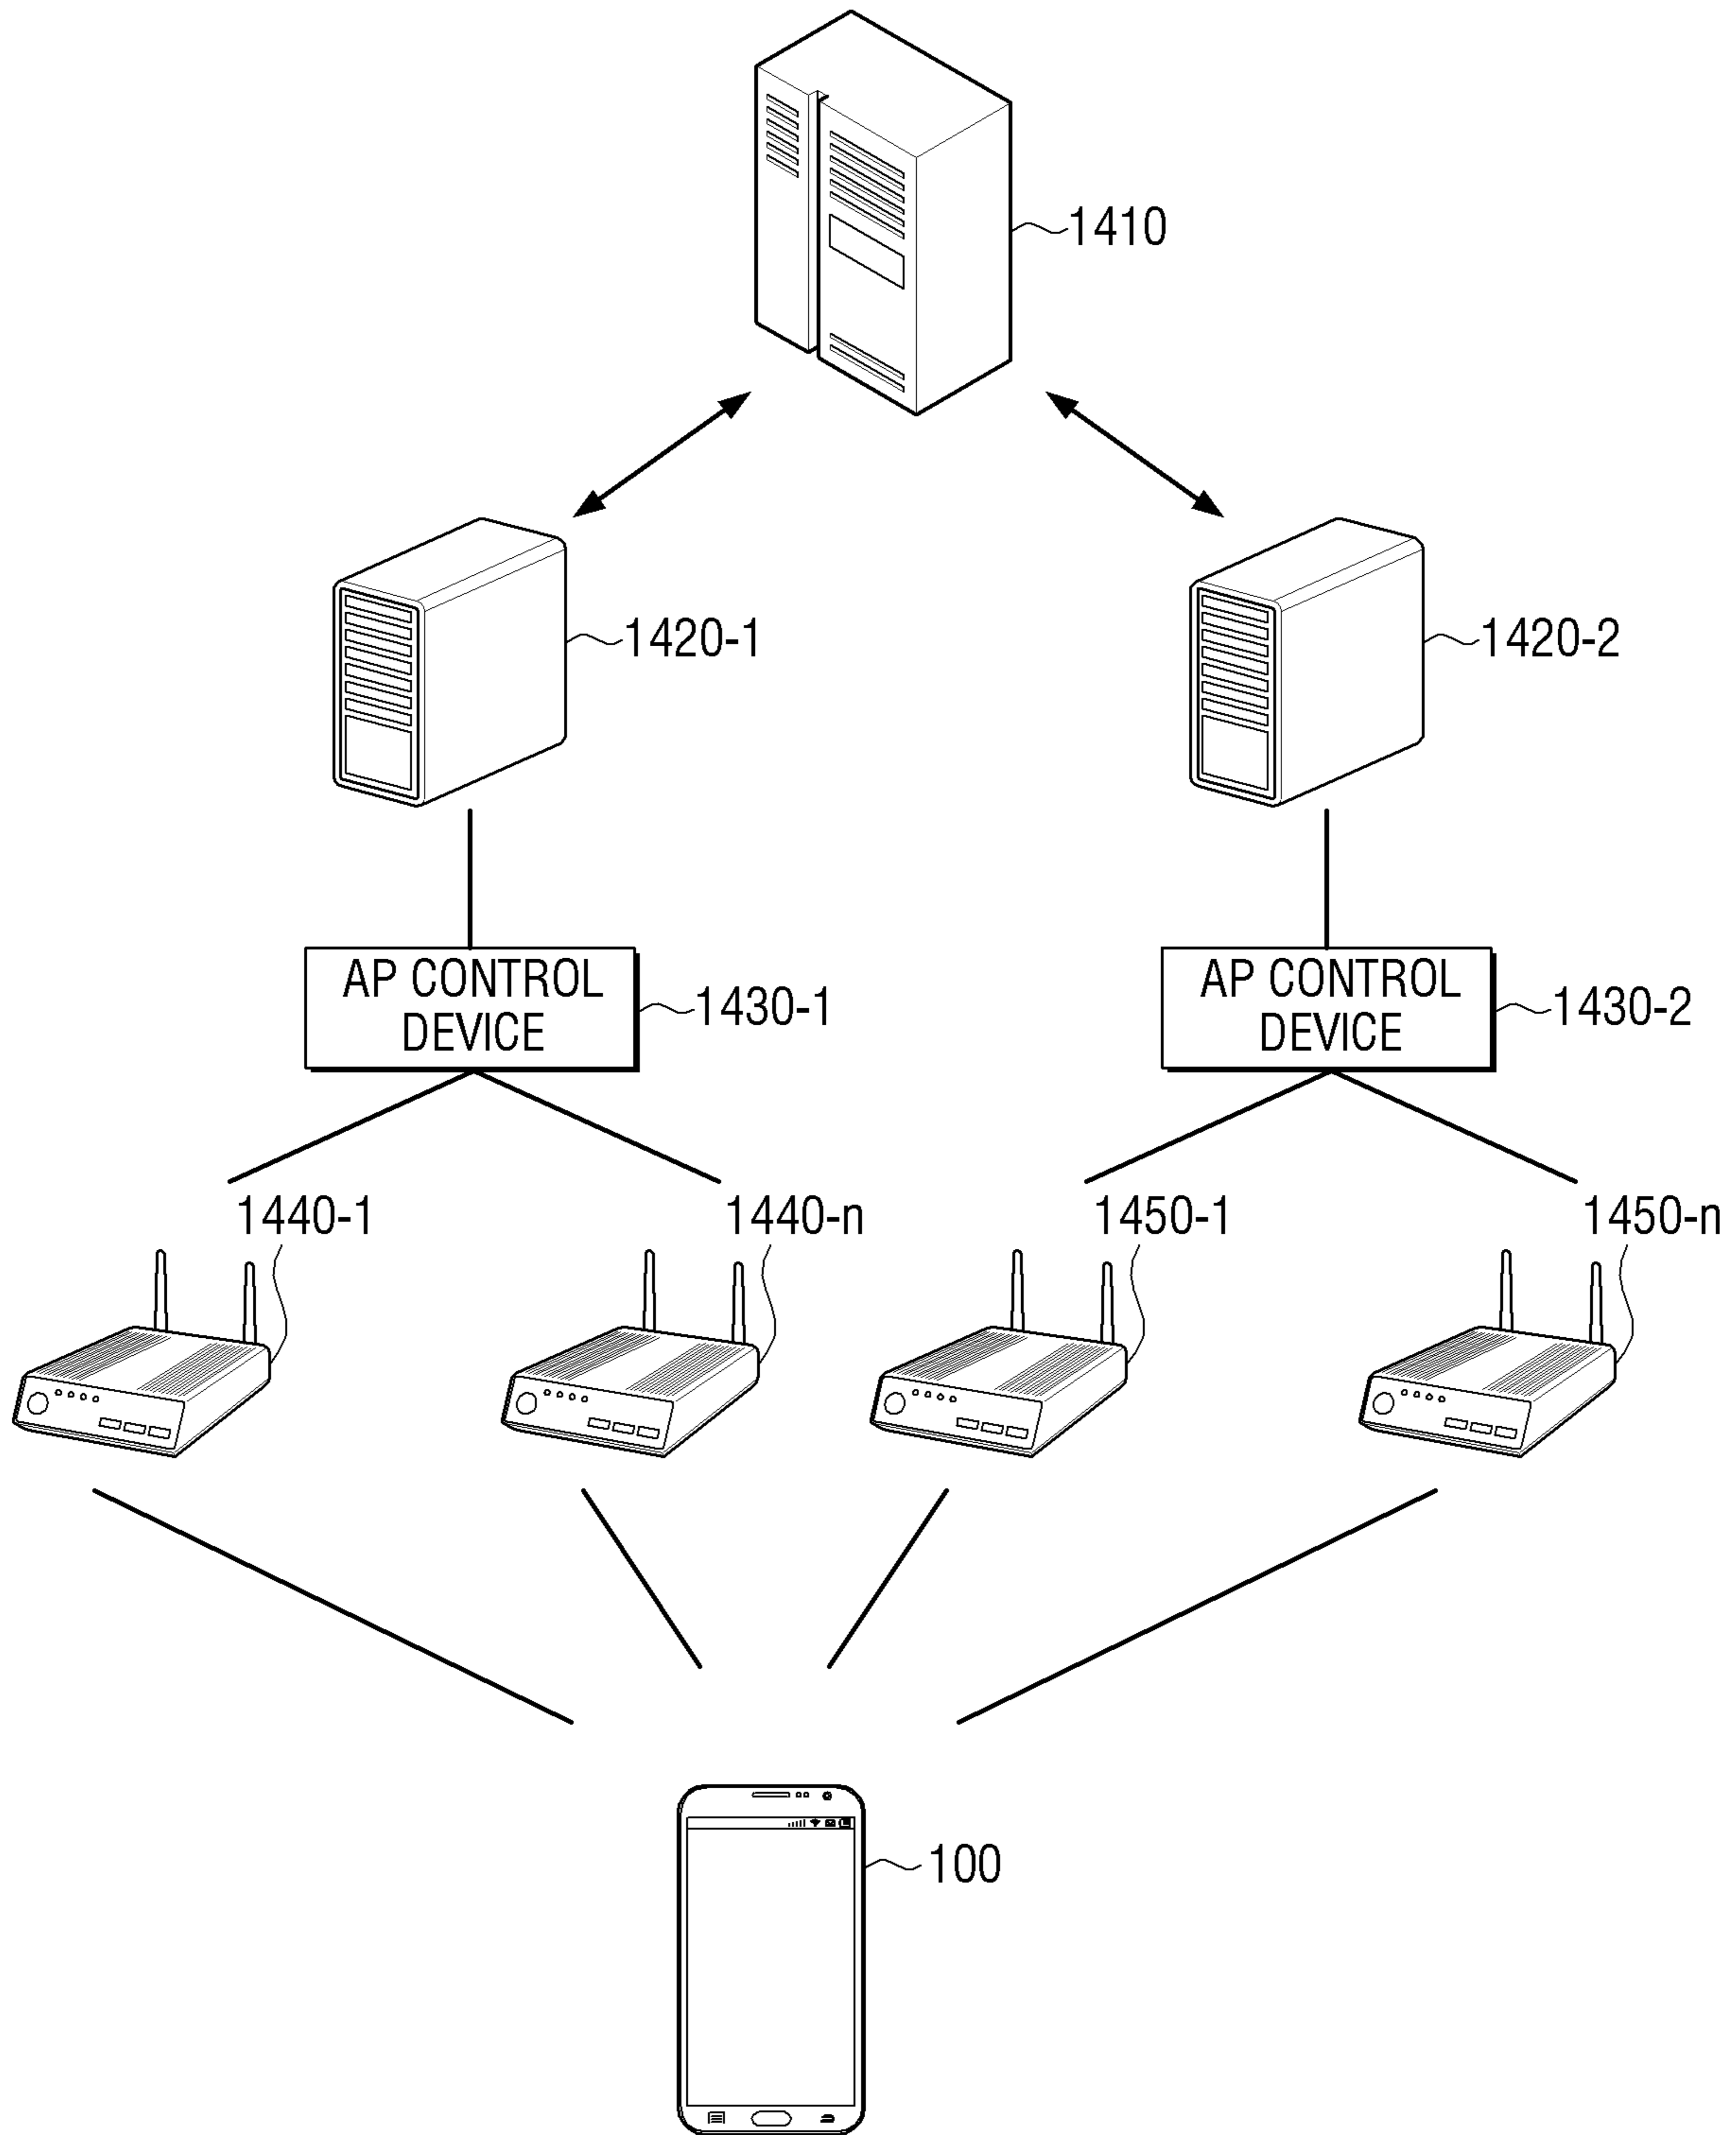 1410
1420-1
1420-2
AP CONTROL
DEVICE
1430-1
AP CONTROL
DEVICE
1430-2
1440-1
1440-n
1450-1
1450-n
100